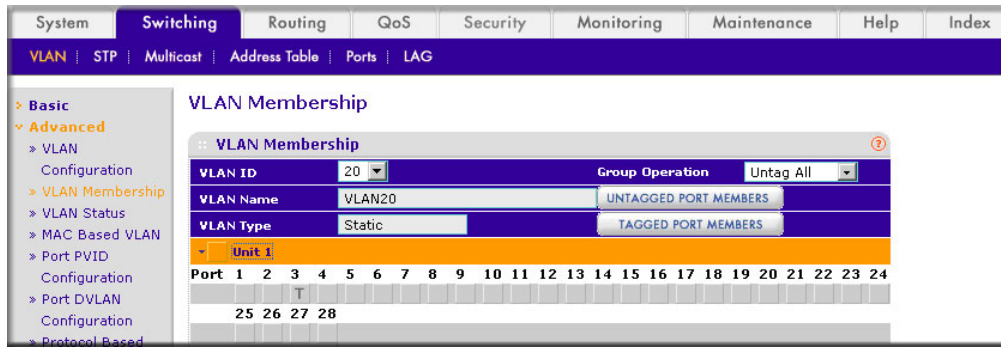 System Switching Routing QoS Security Monitoring Maintenance Help Index
VLAN STP Multicast Address Table Ports LAG
Basic
Advanced
» VLAN
Configuration
» VLAN Membership
» VLAN Status
» MAC Based VLAN
» Port PVID
Configuration
» Port DVLAN
Configuration
» Protocol Based
VLAN Membership
VLAN Membership ?
VLAN ID 20 Group Operation Untag All
VLAN Name VLAN20 UNTAGGED PORT MEMBERS
VLAN Type Static TAGGED PORT MEMBERS
Unit 1
Port 1 2 3 4 5 6 7 8 9 10 11 12 13 14 15 16 17 18 19 20 21 22 23 24
T
25 26 27 28